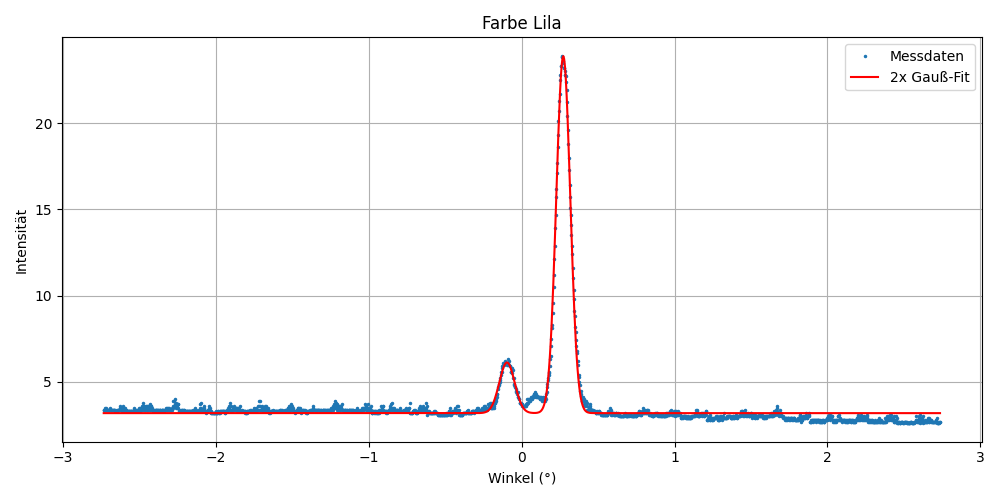 Farbe Lila
Messdaten
2x Gauß-Fit
Intensität
20
15
10
5
−3
−2
−1
0
1
2
3
Winkel (°)